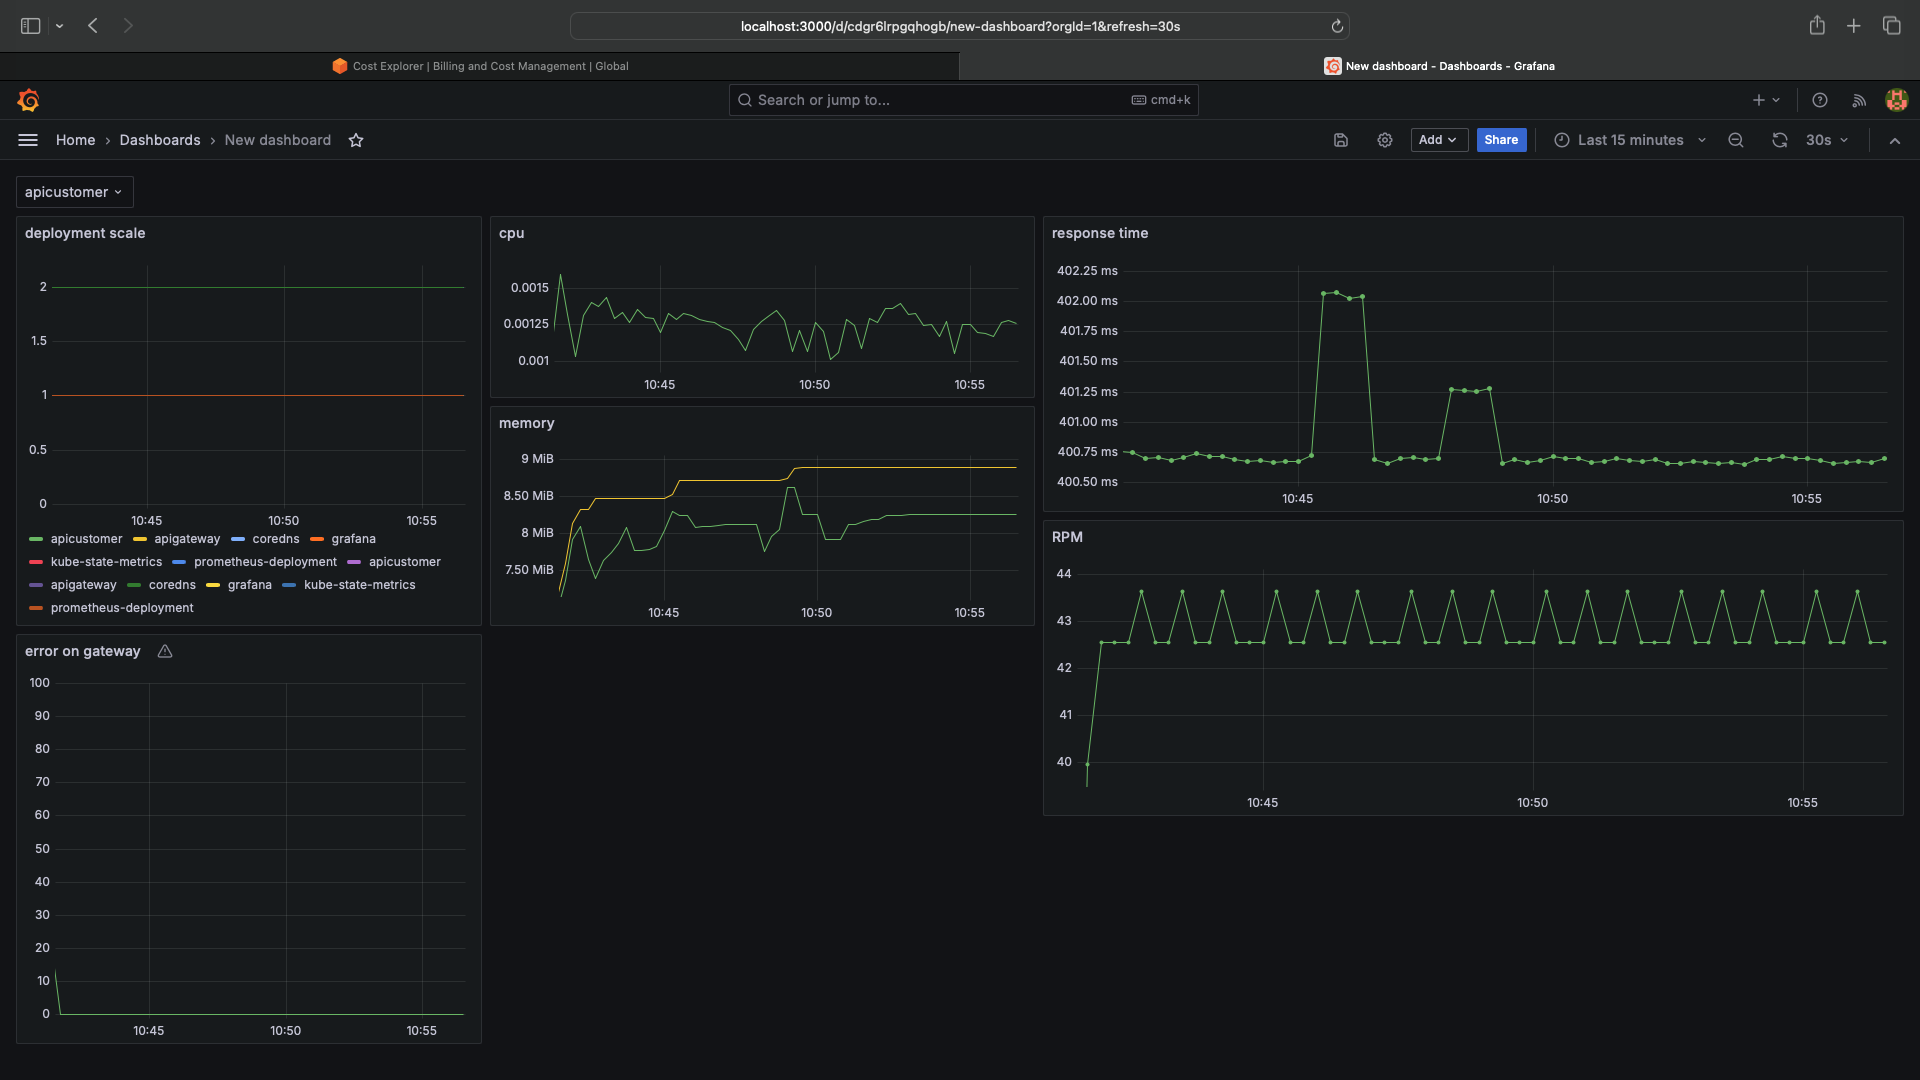 localhost:3000/d/cdgr6lrpgqhogb/new-dashboard?orgId=1&refresh=30s
Cost Explorer | Billing and Cost Management | Global
New dashboard - Dashboards - Grafana
Search or jump to...
cmd+k
Home › Dashboards › New dashboard
Add
Share
Last 15 minutes
30s
apicustomer
deployment scale
2
1.5
1
0.5
0
10:45 10:50 10:55
apicustomer apigateway coredns grafana
kube-state-metrics prometheus-deployment apicustomer
apigateway coredns grafana kube-state-metrics
prometheus-deployment
cpu
0.0015
0.00125
0.001
10:45 10:50 10:55
memory
9 MiB
8.50 MiB
8 MiB
7.50 MiB
10:45 10:50 10:55
response time
402.25 ms
402.00 ms
401.75 ms
401.50 ms
401.25 ms
401.00 ms
400.75 ms
400.50 ms
10:45 10:50 10:55
RPM
44
43
42
41
40
10:45 10:50 10:55
error on gateway
100
90
80
70
60
50
40
30
20
10
0
10:45 10:50 10:55